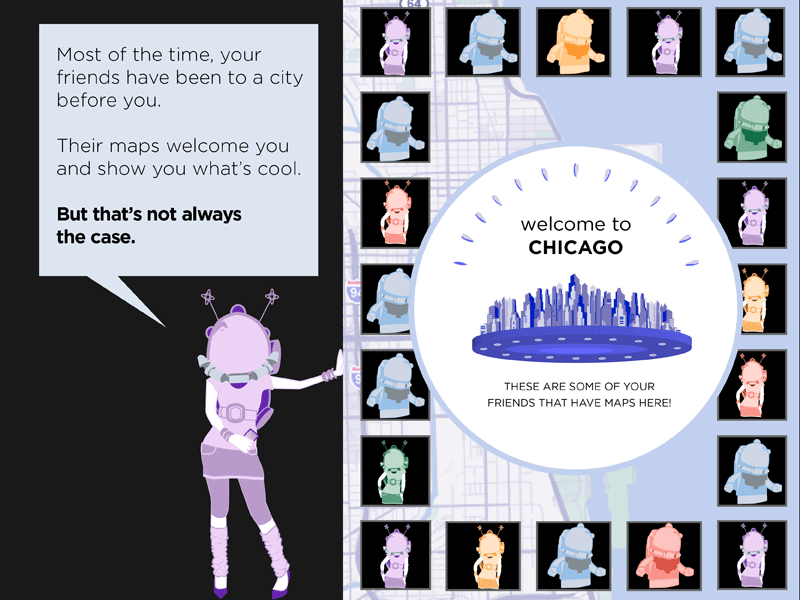 Most of the time, your
friends have been to a city
before you.
Their maps welcome you
and show you what's cool.
But that's not always
the case.
64
welcome to
CHICAGO
THESE ARE SOME OF YOUR
FRIENDS THAT HAVE MAPS HERE!